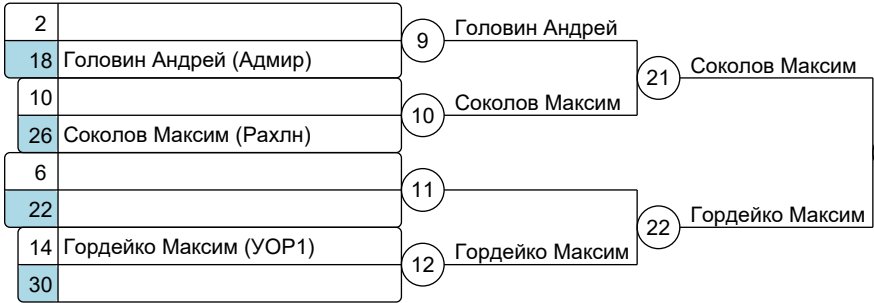 2
18 Головин Андрей (Адмир)
10
26 Соколов Максим (Рахлн)
6
22
14 Гордейко Максим (УОР1)
30
9 Головин Андрей
10 Соколов Максим
11
12 Гордейко Максим
21 Соколов Максим
22 Гордейко Максим